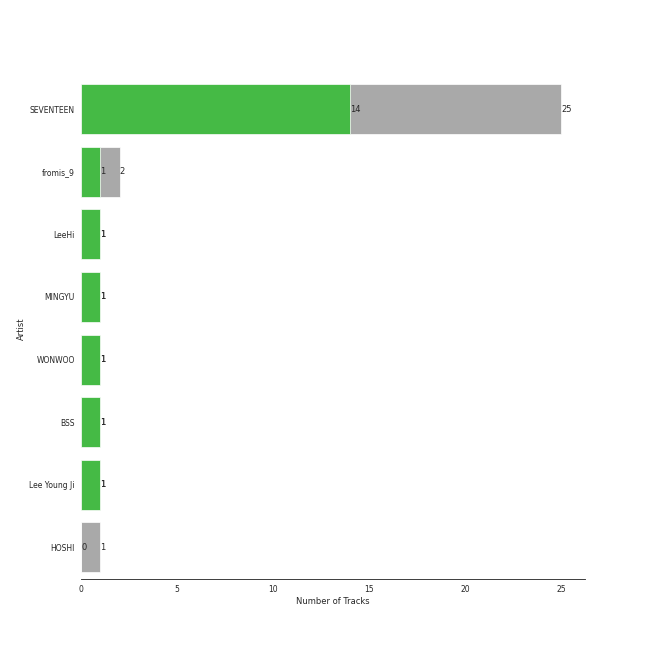 SEVENTEEN 14 25
fromis_9 1 2
LeeHi 1
MINGYU 1
WONWOO 1
BSS 1
Lee Young Ji 1
HOSHI 0 1
Artist
0 5 10 15 20 25
Number of Tracks